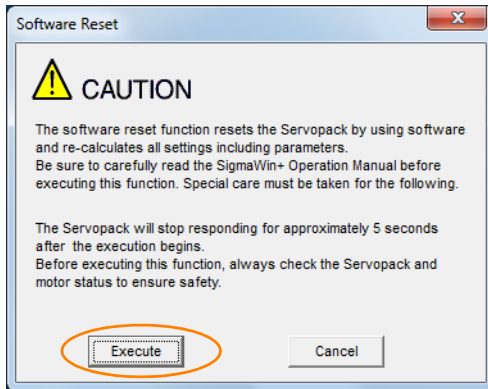 Software Reset
CAUTION
The software reset function resets the Servopack by using software
and re-calculates all settings including parameters.
Be sure to carefully read the SigmaWin+ Operation Manual before
executing this function. Special care must be taken for the following.
The Servopack will stop responding for approximately 5 seconds
after the execution begins.
Before executing this function, always check the Servopack and
motor status to ensure safety.
Execute
Cancel